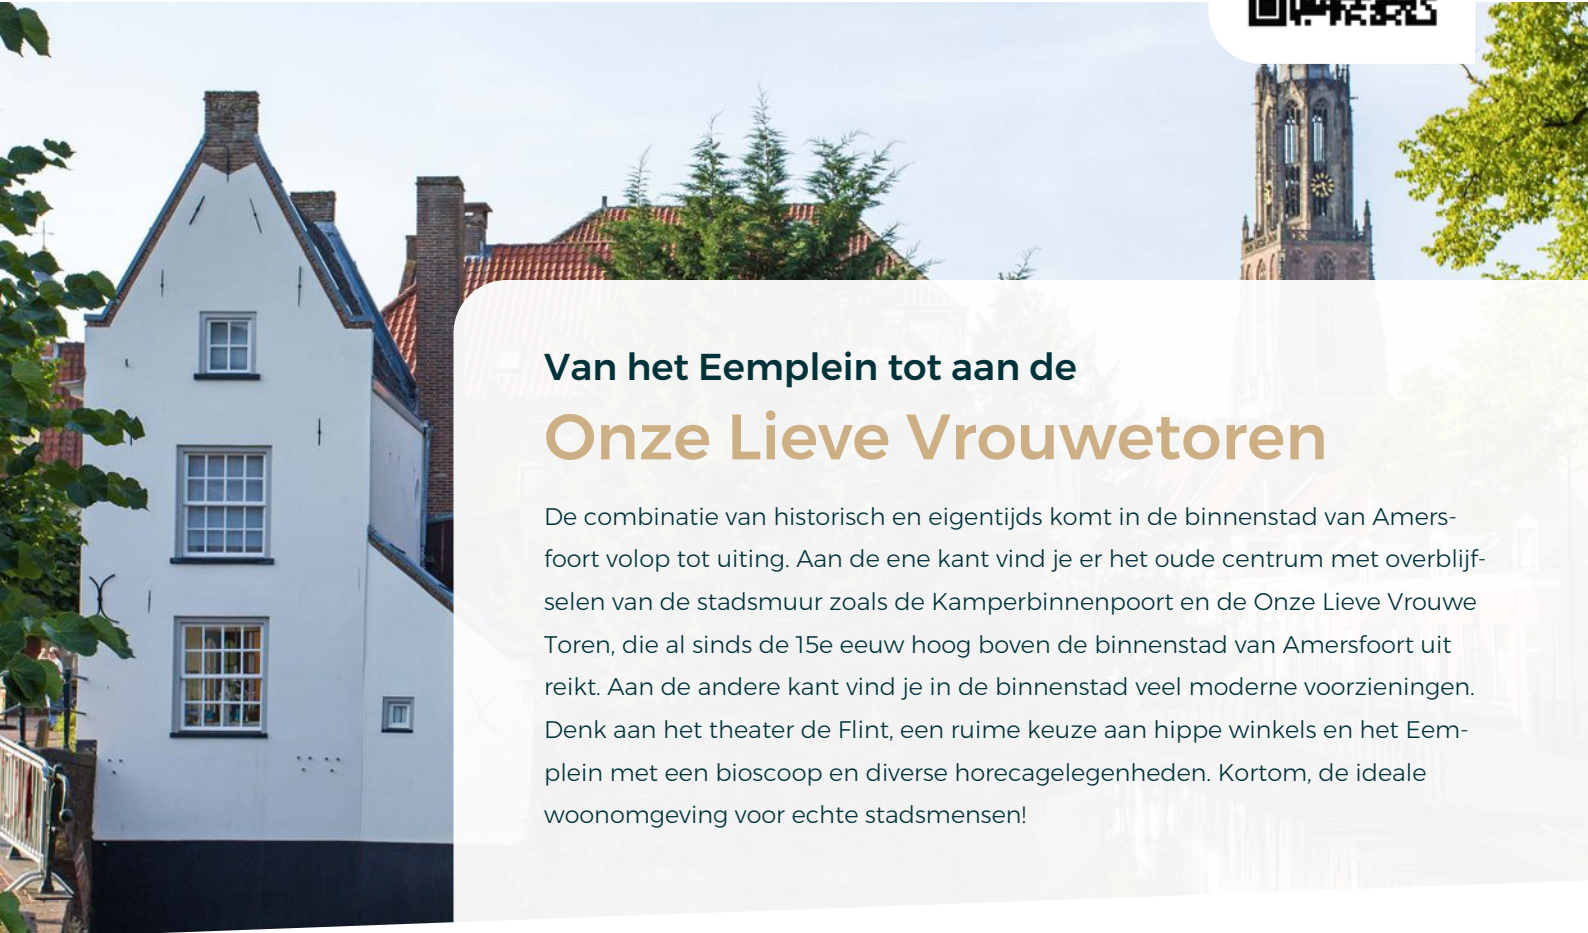 Van het Eemplein tot aan de
Onze Lieve Vrouwetoren
De combinatie van historisch en eigentijds komt in de binnenstad van Amers-
foort volop tot uiting. Aan de ene kant vind je er het oude centrum met overblijf-
selen van de stadsmuur zoals de Kamperbinnenpoort en de Onze Lieve Vrouwe
Toren, die al sinds de 15e eeuw hoog boven de binnenstad van Amersfoort uit
reikt. Aan de andere kant vind je in de binnenstad veel moderne voorzieningen.
Denk aan het theater de Flint, een ruime keuze aan hippe winkels en het Eem-
plein met een bioscoop en diverse horecagelegenheden. Kortom, de ideale
woonomgeving voor echte stadsmensen!